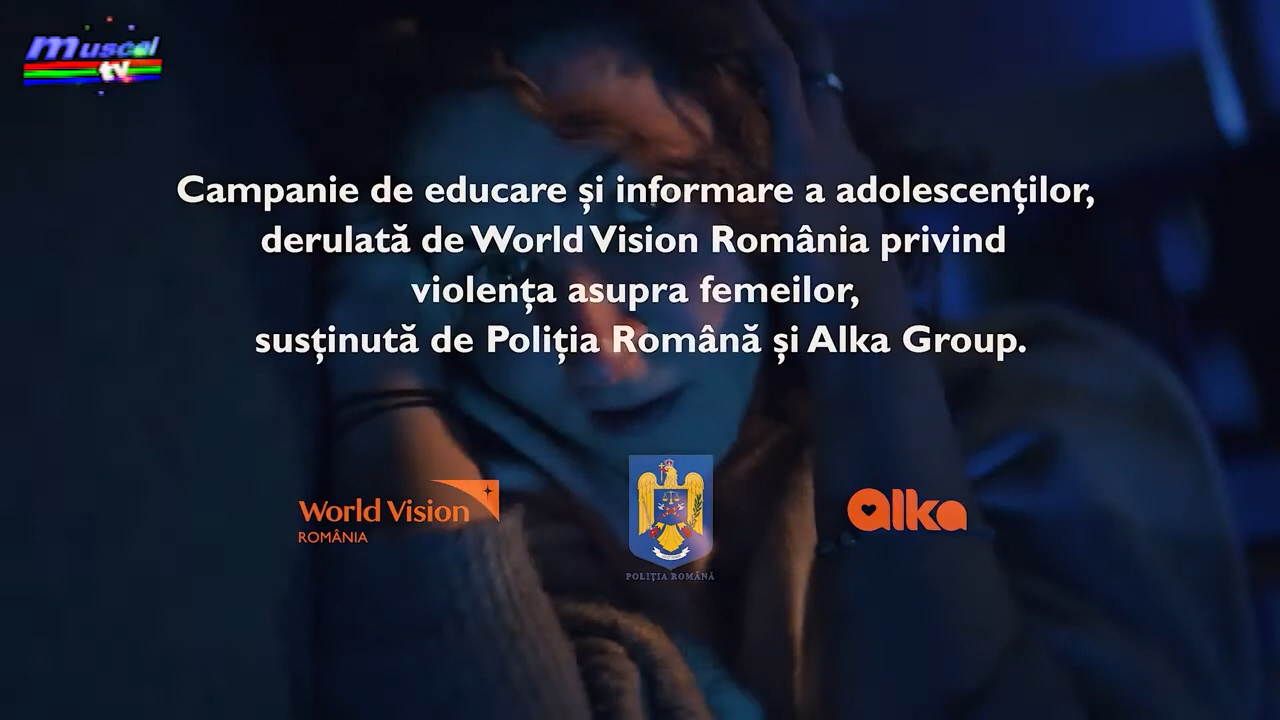 Muscel
tv
Campanie de educare și informare a adolescenților,
derulată de World Vision România privind
violența asupra femeilor,
susținută de Poliția Română și Alka Group.
World Vision
ROMÂNIA
POLIȚIA ROMÂNĂ
alka